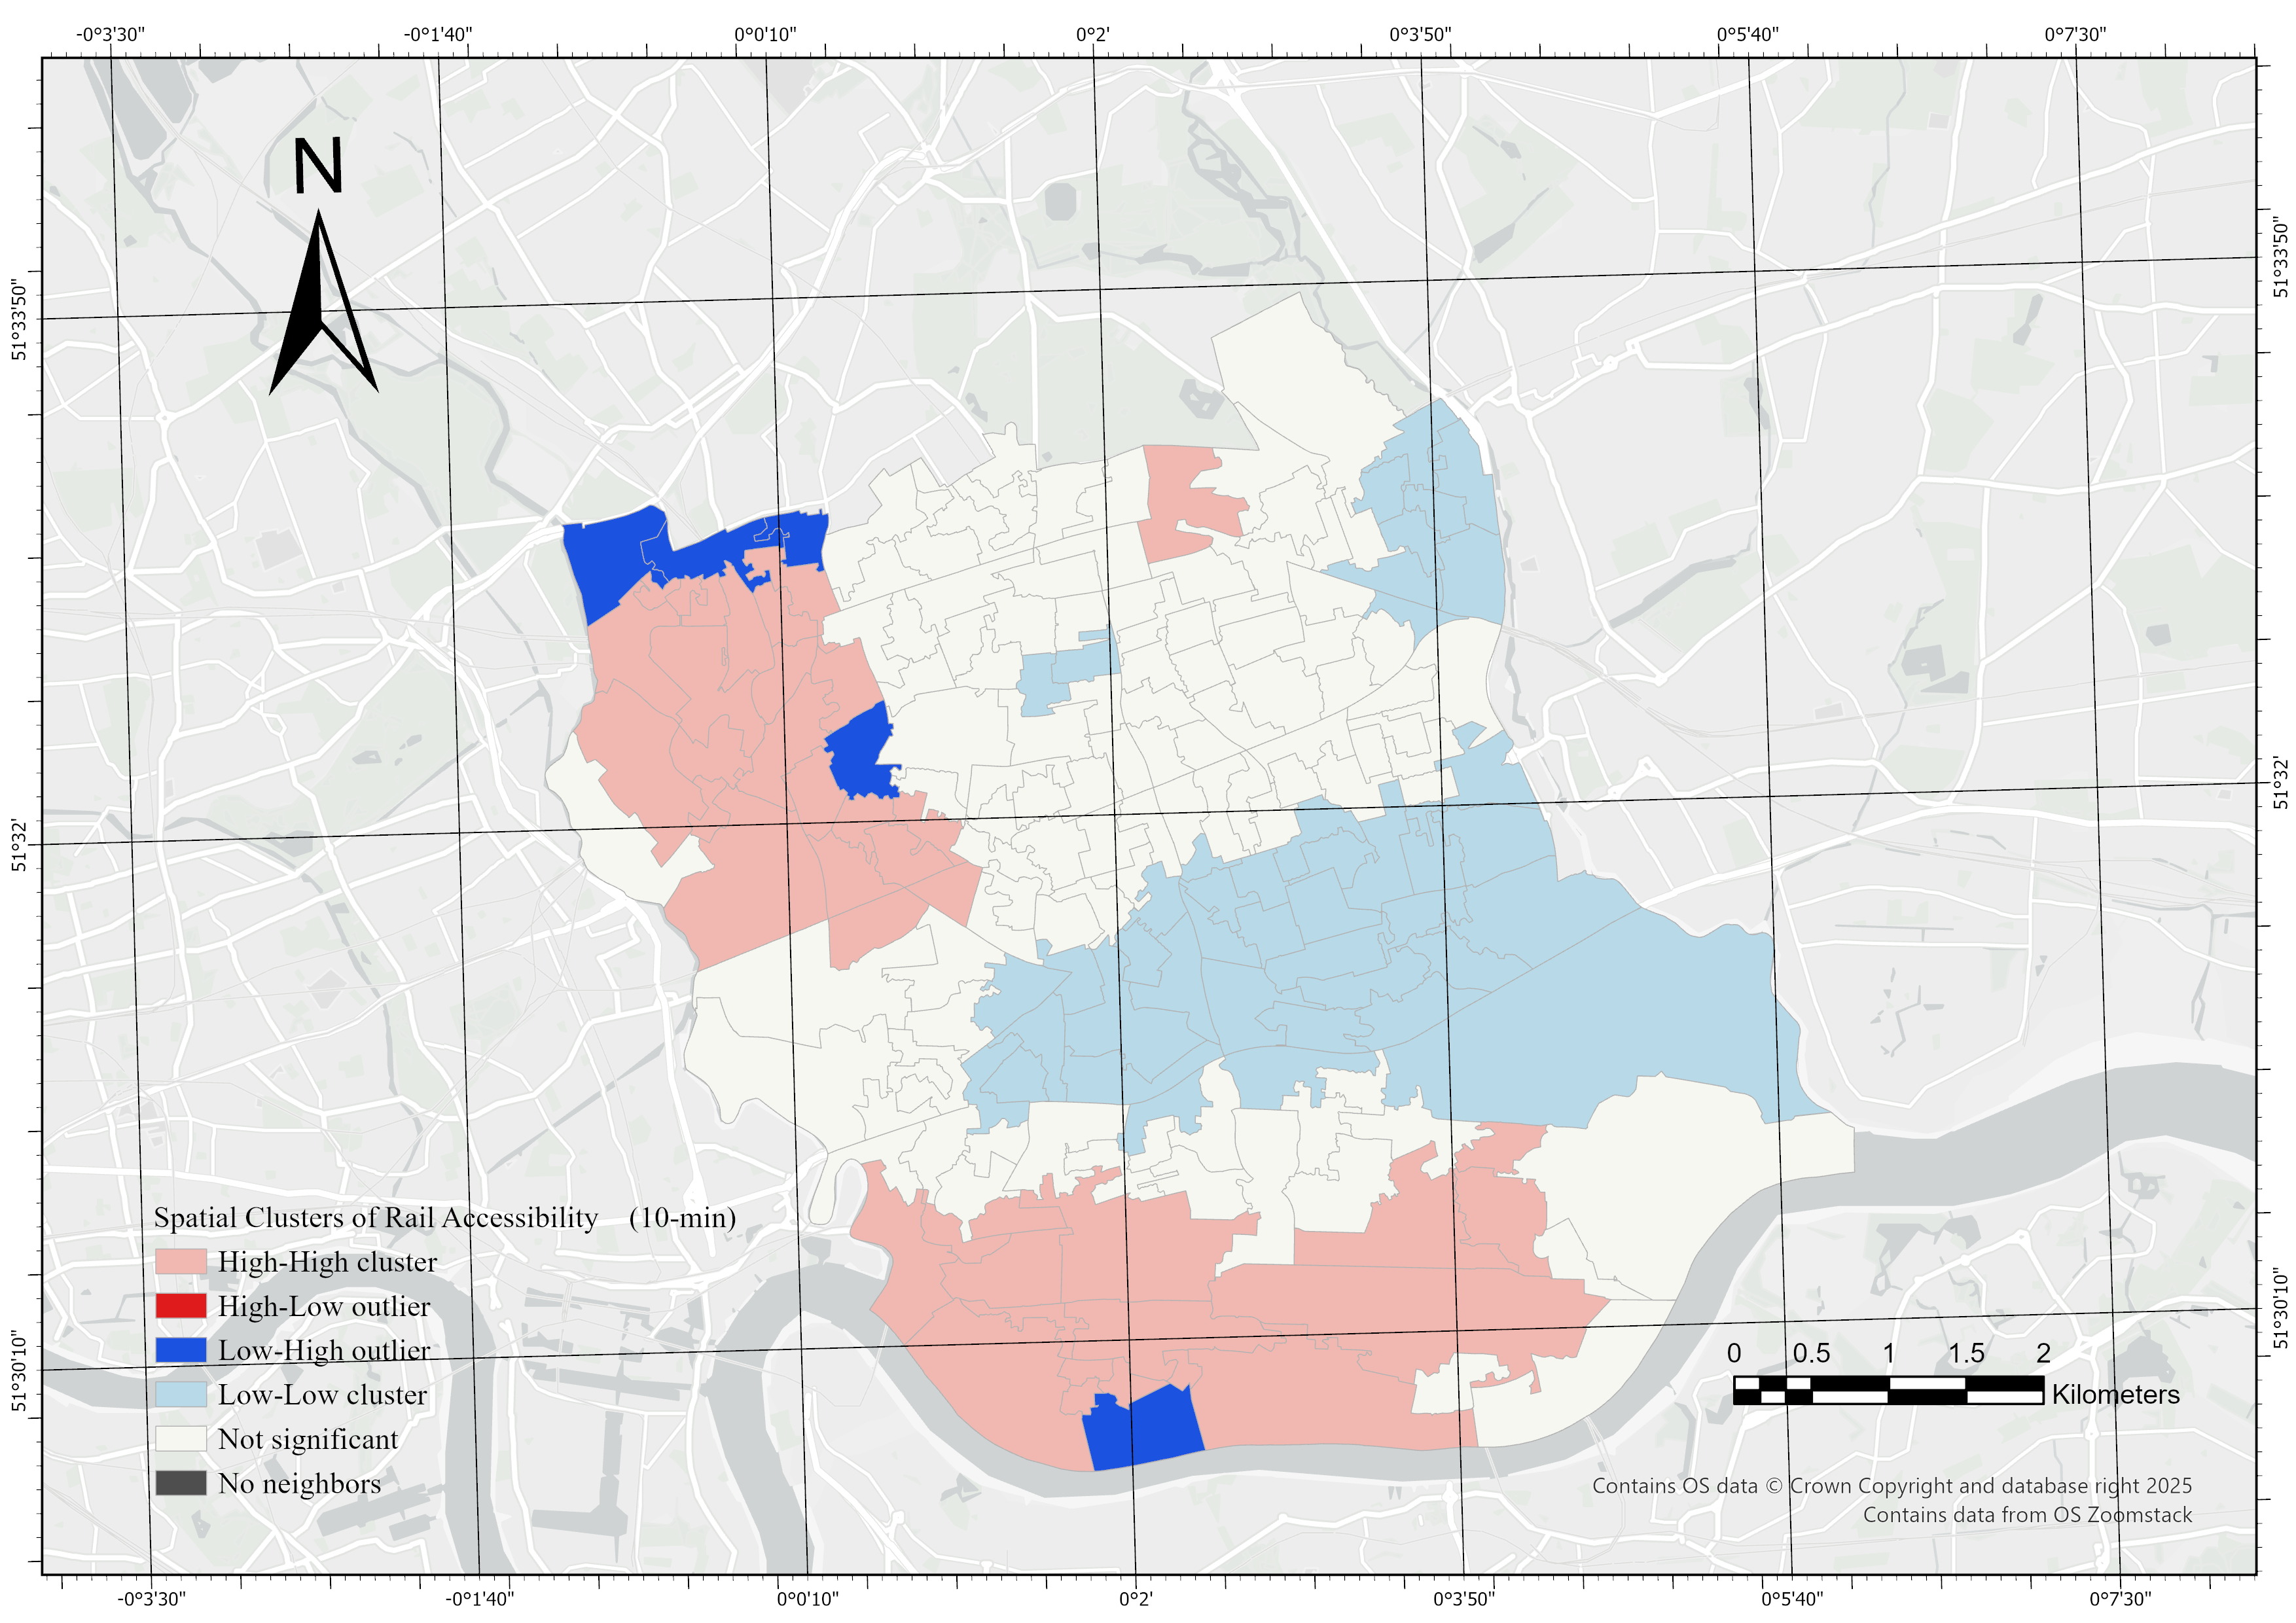 -0°3'30" -0°1'40" 0°0'10" 0°2' 0°3'50" 0°5'40" 0°7'30"
N
51°33'50" 51°33'50"
51°32' 51°32'
51°30'10" 51°30'10"
Spatial Clusters of Rail Accessibility (10-min)
High-High cluster
High-Low outlier
Low-High outlier
Low-Low cluster
Not significant
No neighbors
0 0.5 1 1.5 2
Kilometers
Contains OS data © Crown Copyright and database right 2025
Contains data from OS Zoomstack
-0°3'30" -0°1'40" 0°0'10" 0°2' 0°3'50" 0°5'40" 0°7'30"